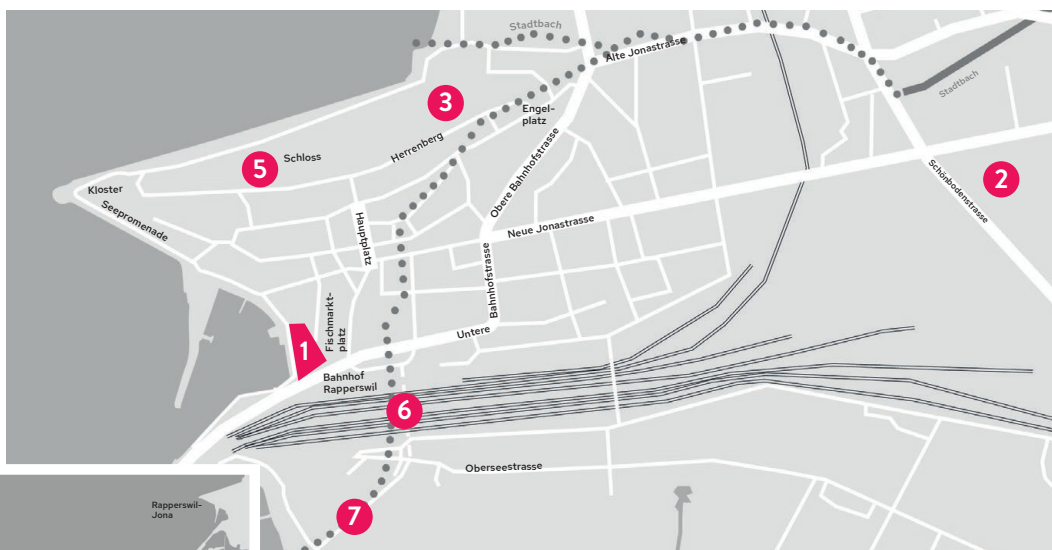 Stadtbach
Alte Jonastrasse
Stadtbach
3
Engel-
platz
Herrenberg
Schloss
5
2
Kloster
Seepromenade
Hauptplatz
Obere Bahnhofstrasse
Schönbodenstrasse
Neue Jonastrasse
Fischmarkt-
platz
Untere
Bahnhofstrasse
1
Bahnhof
Rapperswil
6
Oberseestrasse
Rapperswil-
Jona
7